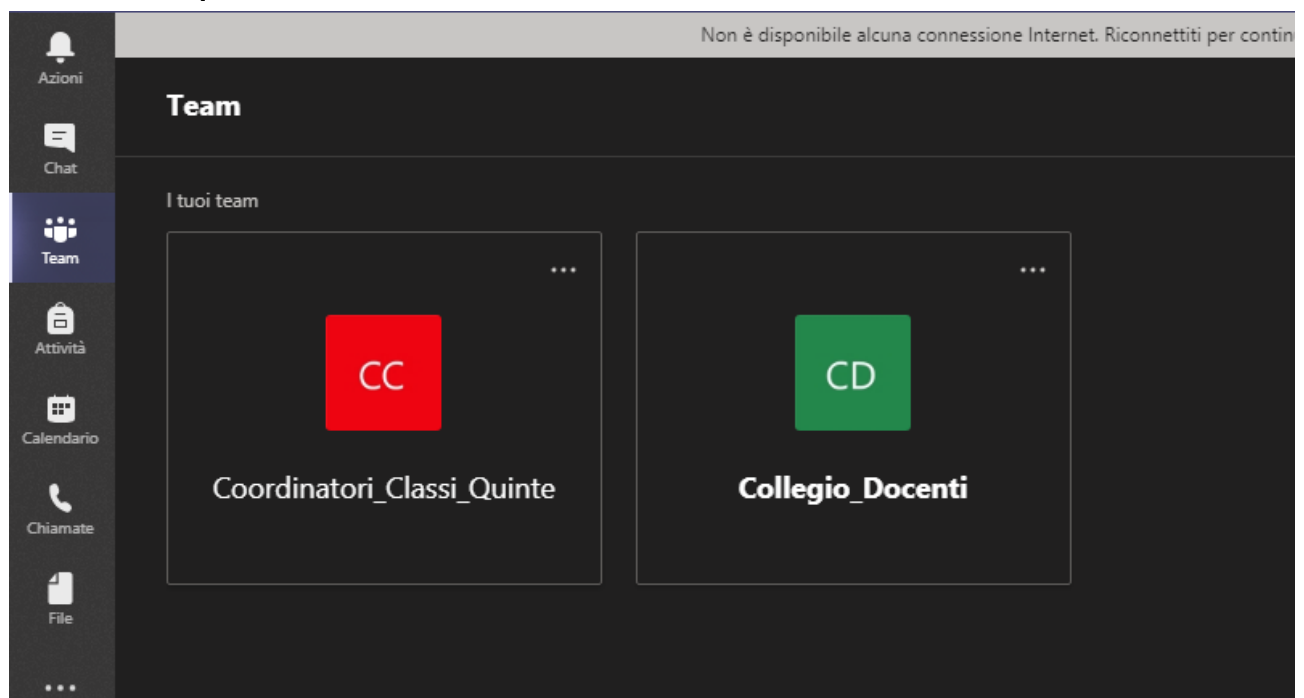 Non è disponibile alcuna connessione Internet. Riconnettiti per contin
Azioni
Team
Chat
I tuoi team
Team
CC
CD
Attività
Calendario
Coordinatori_Classi_Quinte
Collegio_Docenti
Chiamate
File